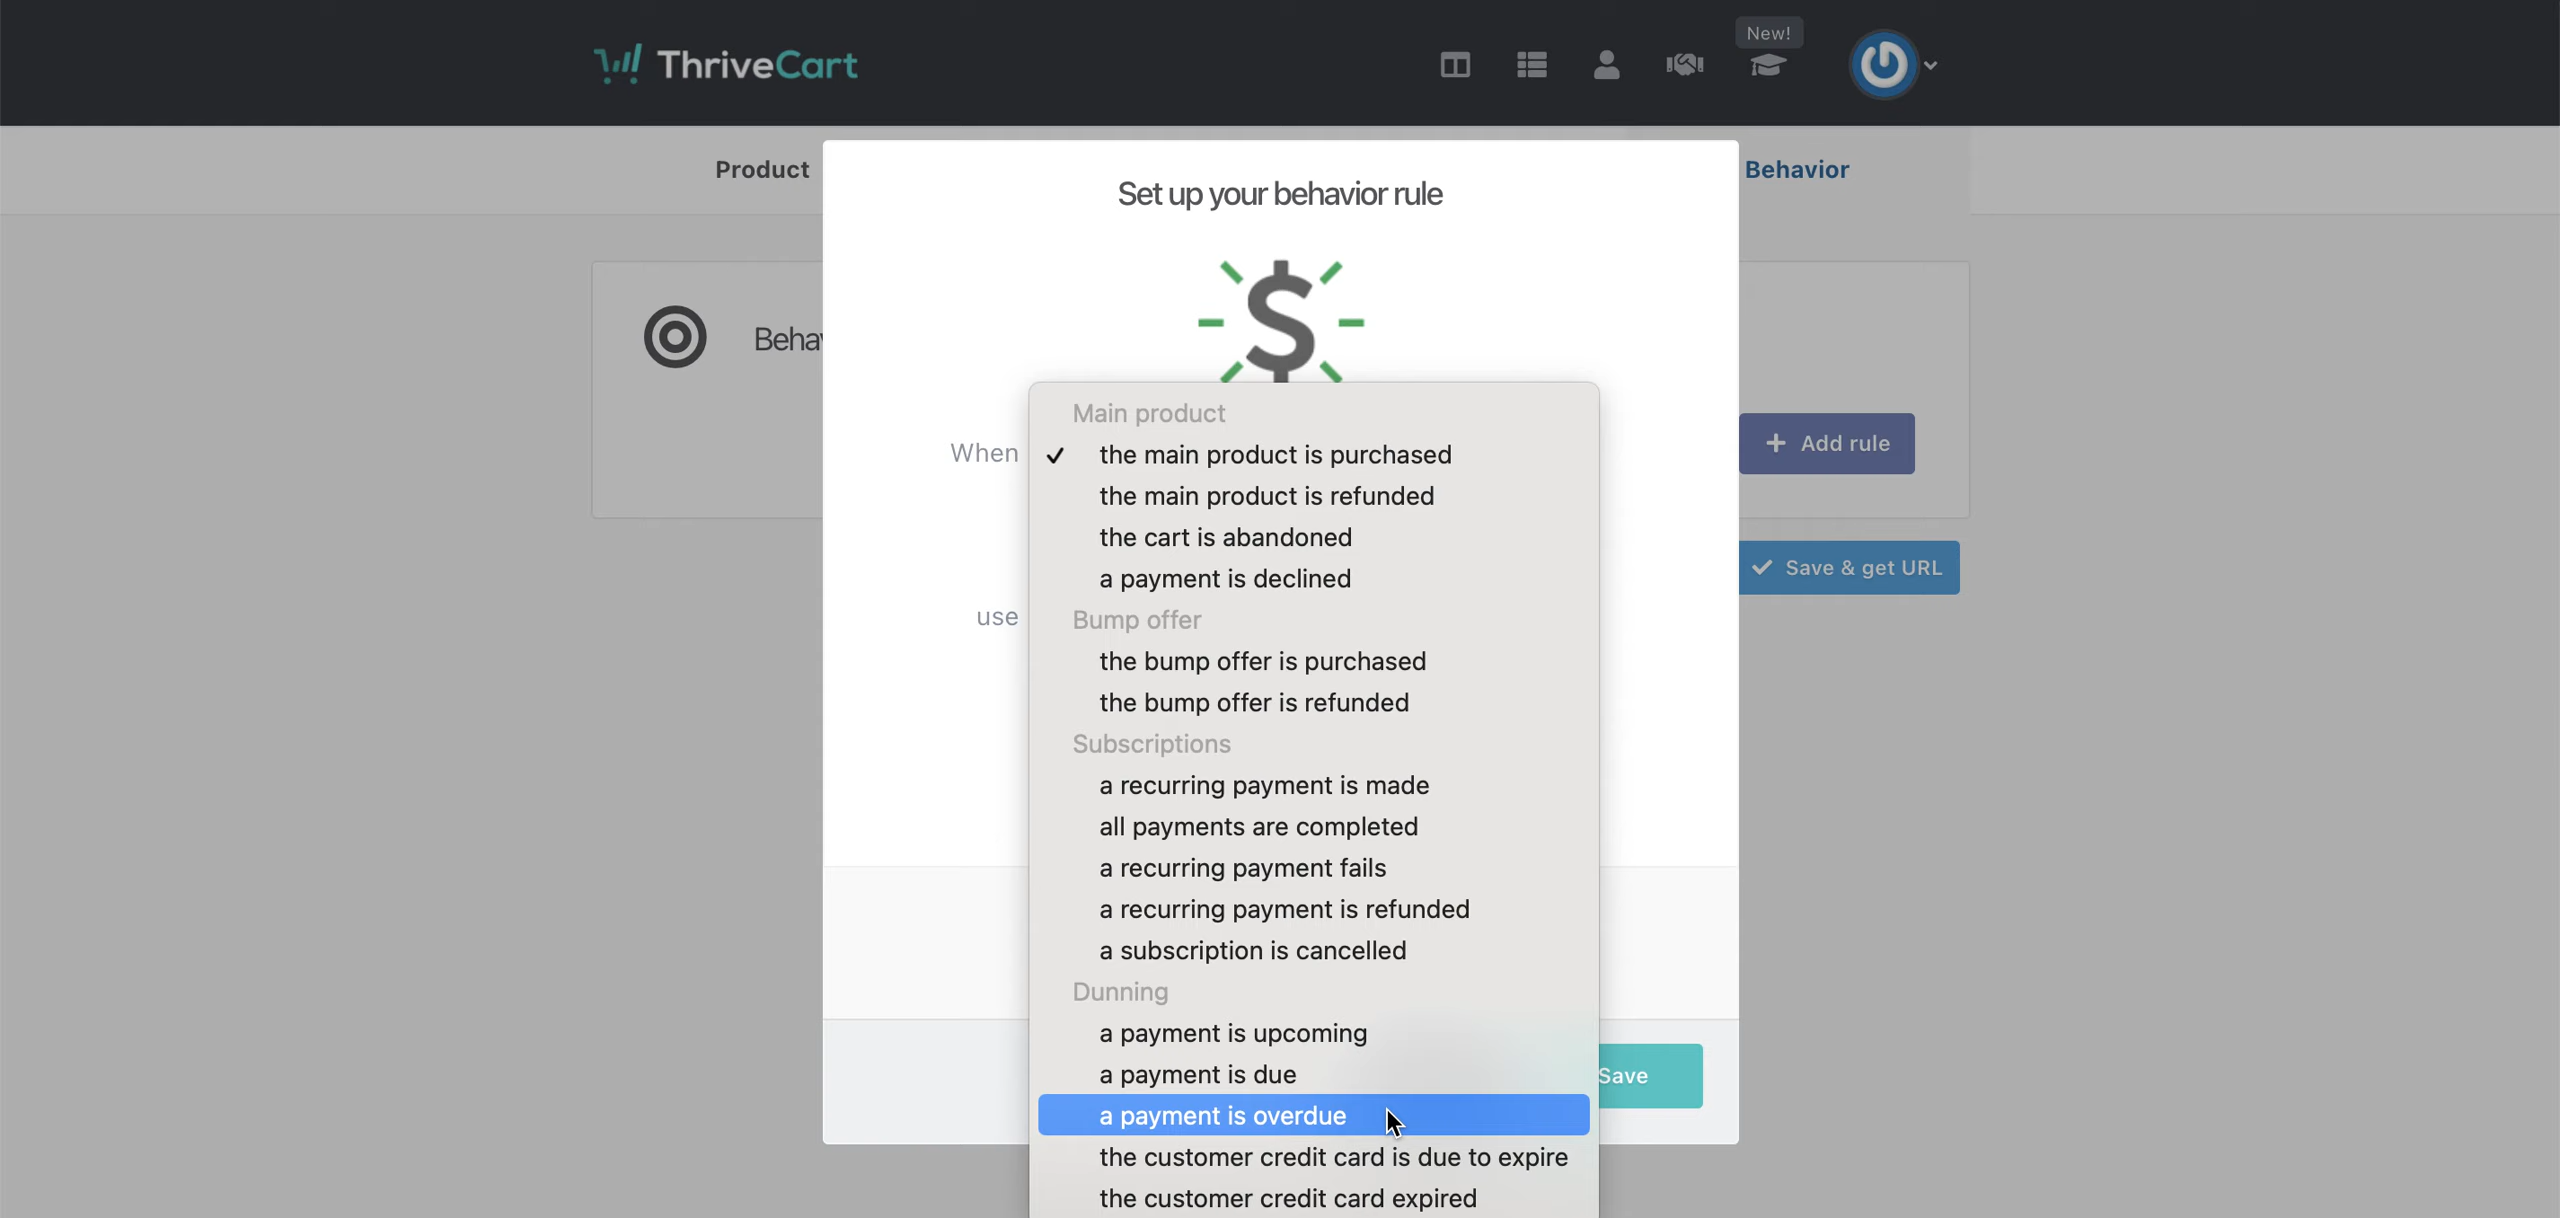 New!
ThriveCart
Product
Behavior
Set up your behavior rule
Behav
Main product
When
the main product is purchased
Add rule
the main product is refunded
the cart is abandoned
Save & get URL
a payment is declined
Bump offer
use
the bump offer is purchased
the bump offer is refunded
Subscriptions
a recurring payment is made
all payments are completed
a recurring payment fails
a recurring payment is refunded
a subscription is cancelled
Dunning
a payment is upcoming
a payment is due
Save
a payment is overdue
the customer credit card is due to expire
the customer credit card expired